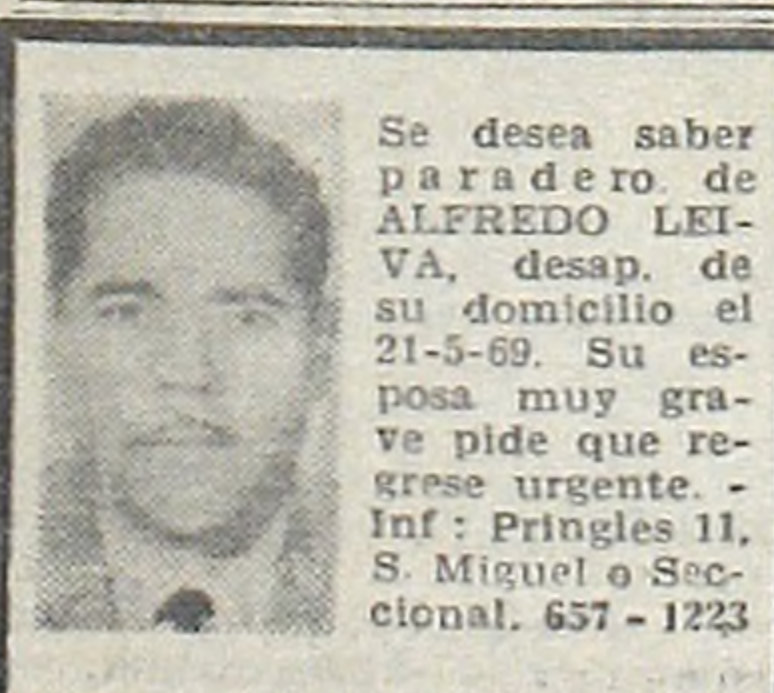 Se desea saber
paradero de
ALFREDO LEI-
VA, desap. de
su domicilio el
21-5-69. Su es-
posa muy gra-
ve pide que re-
grese urgente. -
Inf : Pringles 11,
S. Miguel o Sec-
cional. 657 - 1223